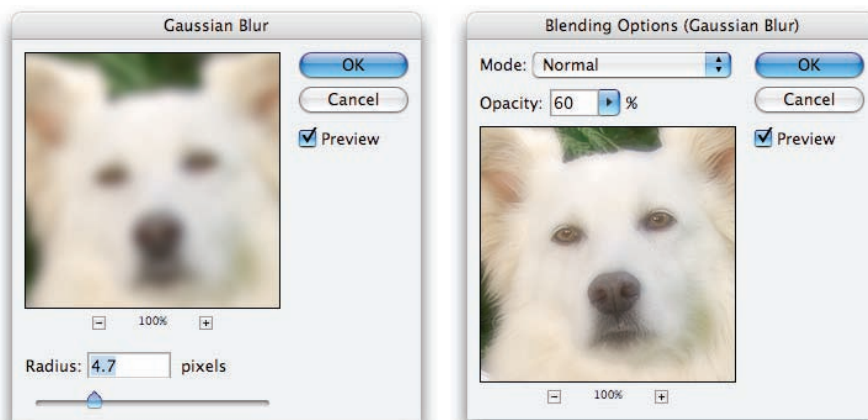 Gaussian Blur
OK
Cancel
Preview
100%
Radius: 4.7 pixels
Blending Options (Gaussian Blur)
Mode: Normal
OK
Opacity: 60 %
Cancel
Preview
100%